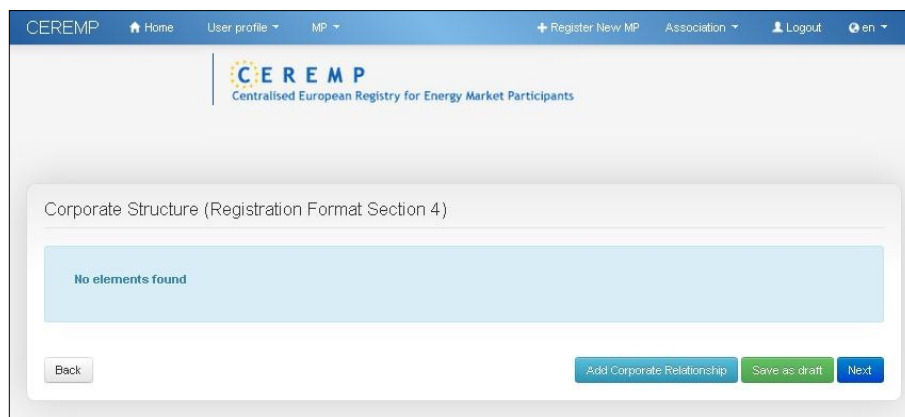 CEREMP Home User profile MP + Register New MP Association Logout en
CEREMP
Centralised European Registry for Energy Market Participants
Corporate Structure (Registration Format Section 4)
No elements found
Back Add Corporate Relationship Save as draft Next